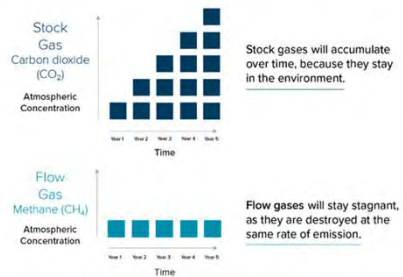 Stock
Gas
Carbon dioxide
(CO₂)
Atmospheric
Concentration
Year 1 Year 2 Year 3 Year 4 Year 5
Time
Stock gases will accumulate
over time, because they stay
in the environment.
Flow
Gas
Methane (CH₄)
Atmospheric
Concentration
Year 1 Year 2 Year 3 Year 4 Year 5
Time
Flow gases will stay stagnant,
as they are destroyed at the
same rate of emission.